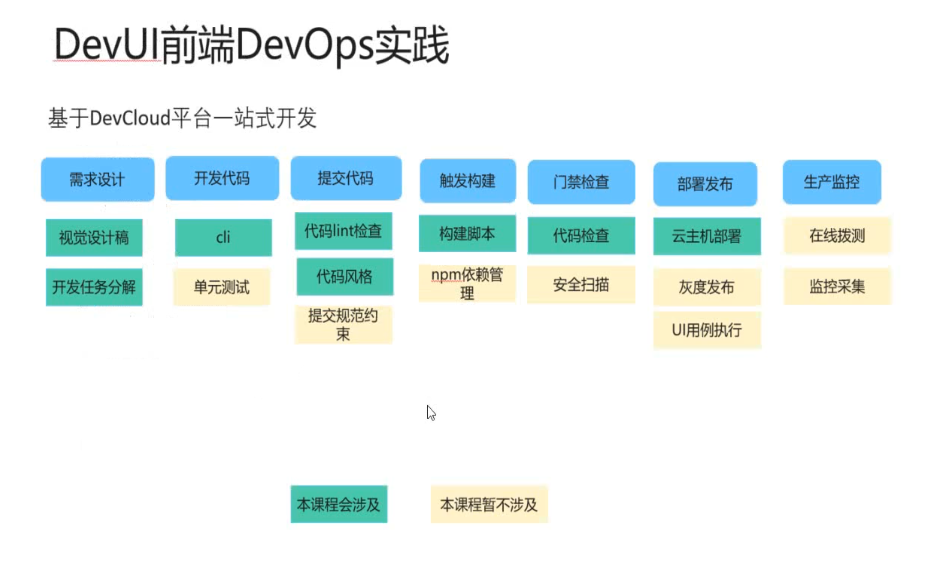 DevUI前端DevOps实践
基于DevCloud平台一站式开发
需求设计
开发代码
提交代码
触发构建
门禁检查
部署发布
生产监控
视觉设计稿
cli
代码lint检查
构建脚本
代码检查
云主机部署
在线拨测
开发任务分解
单元测试
代码风格
npm依赖管
理
安全扫描
灰度发布
监控采集
提交规范约
束
UI用例执行
本课程会涉及
本课程暂不涉及